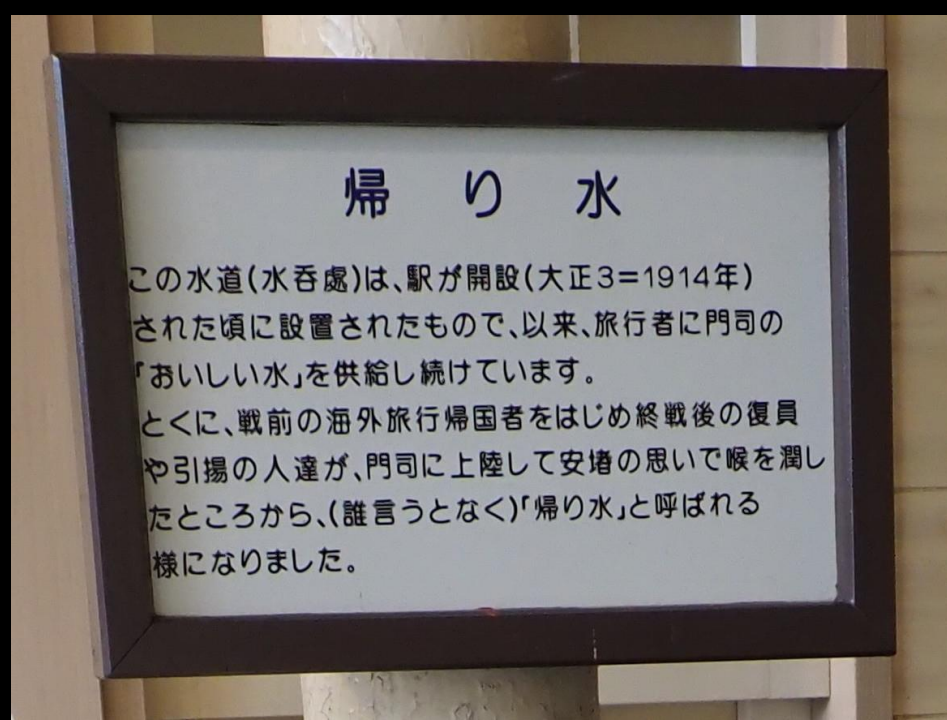 帰り水
この水道(水呑處)は、駅が開設(大正3=1914年)
された頃に設置されたもので、以来、旅行者に門司の
「おいしい水」を供給し続けています。
とくに、戦前の海外旅行帰国者をはじめ終戦後の復員
や引揚の人達が、門司に上陸して安堵の思いで喉を潤し
たところから、(誰言うとなく)「帰り水」と呼ばれる
様になりました。